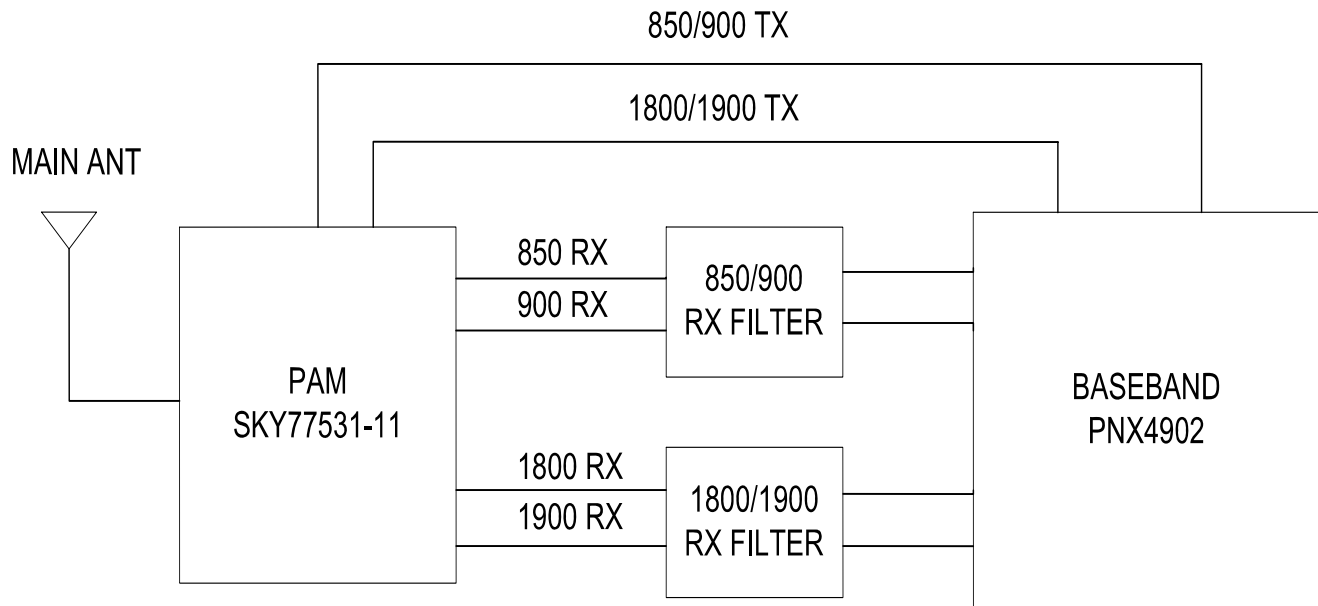 850/900 TX
1800/1900 TX
MAIN ANT
850 RX
900 RX
850/900
RX FILTER
PAM
SKY77531-11
BASEBAND
PNX4902
1800 RX
1900 RX
1800/1900
RX FILTER